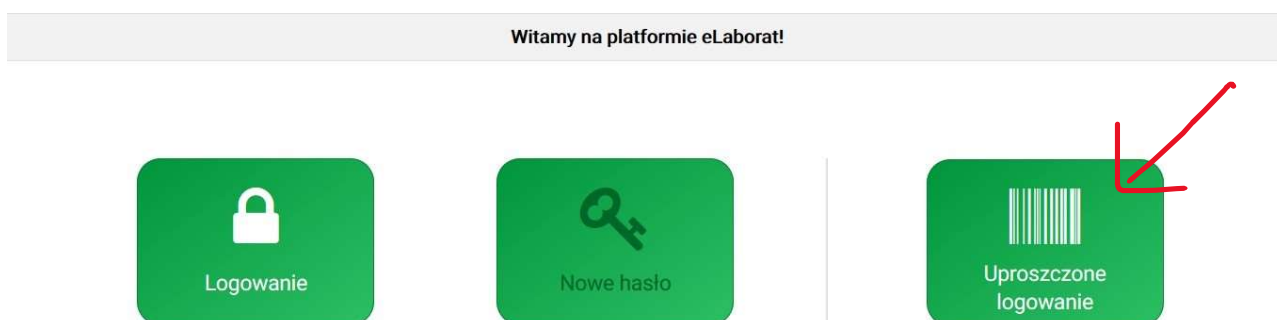 Witamy na platformie eLaborat!
Logowanie
Nowe hasło
Uproszczone
logowanie